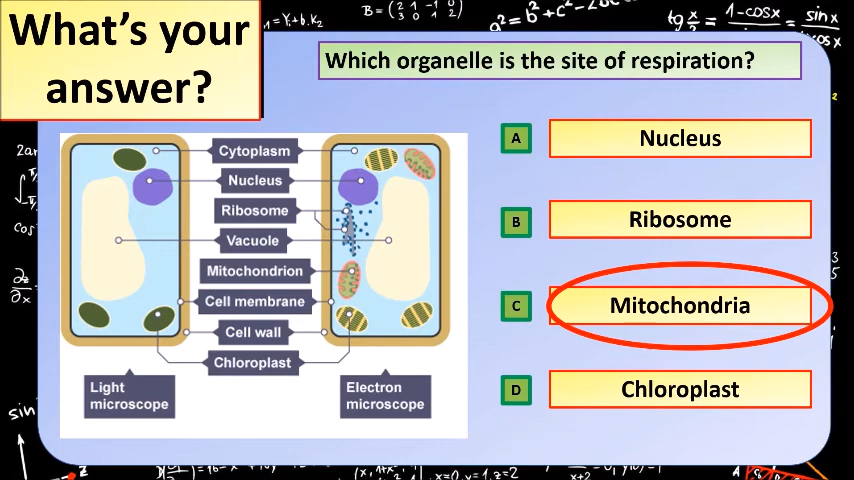 What's your
answer?
Which organelle is the site of respiration?
A
Nucleus
B
Ribosome
C
Mitochondria
D
Chloroplast
Cytoplasm
Nucleus
Ribosome
Vacuole
Mitochondrion
Cell membrane
Cell wall
Chloroplast
Light
microscope
Electron
microscope